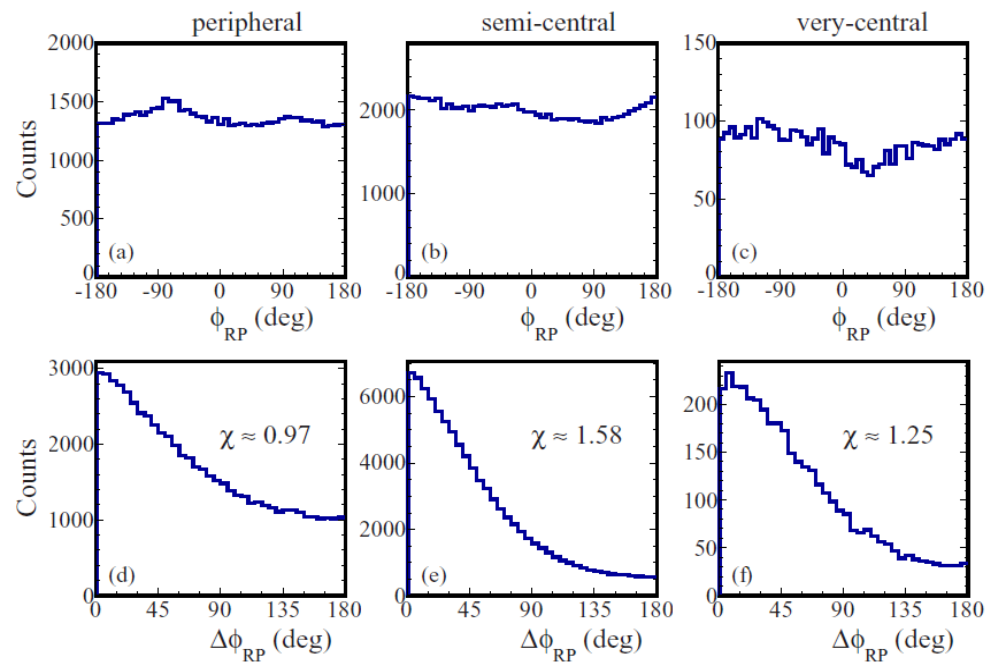 peripheral semi-central very-central
2000 2000 150
1500 100
1000 1000 50
500
0 0 0
Counts
(a) (b) (c)
-180 -90 0 90 180 -180 -90 0 90 180 -180 -90 0 90 180
ϕRP (deg) ϕRP (deg) ϕRP (deg)
3000 6000 200
2000 4000 150
1000 2000 100
50
0 0 0
Counts
χ ≈ 0.97 χ ≈ 1.58 χ ≈ 1.25
(d) (e) (f)
0 45 90 135 180 0 45 90 135 180 0 45 90 135 180
ΔϕRP (deg) ΔϕRP (deg) ΔϕRP (deg)